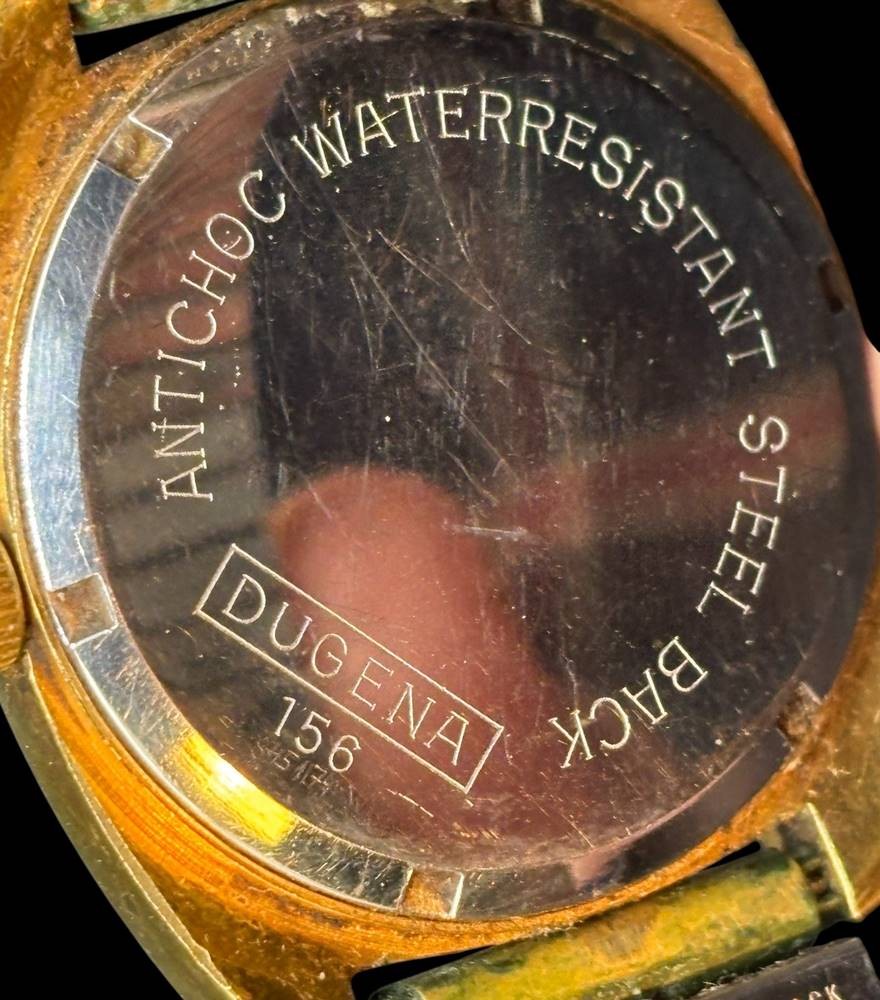 ANTICHOC WATERRESISTANT STEEL BACK
DUGENA
156